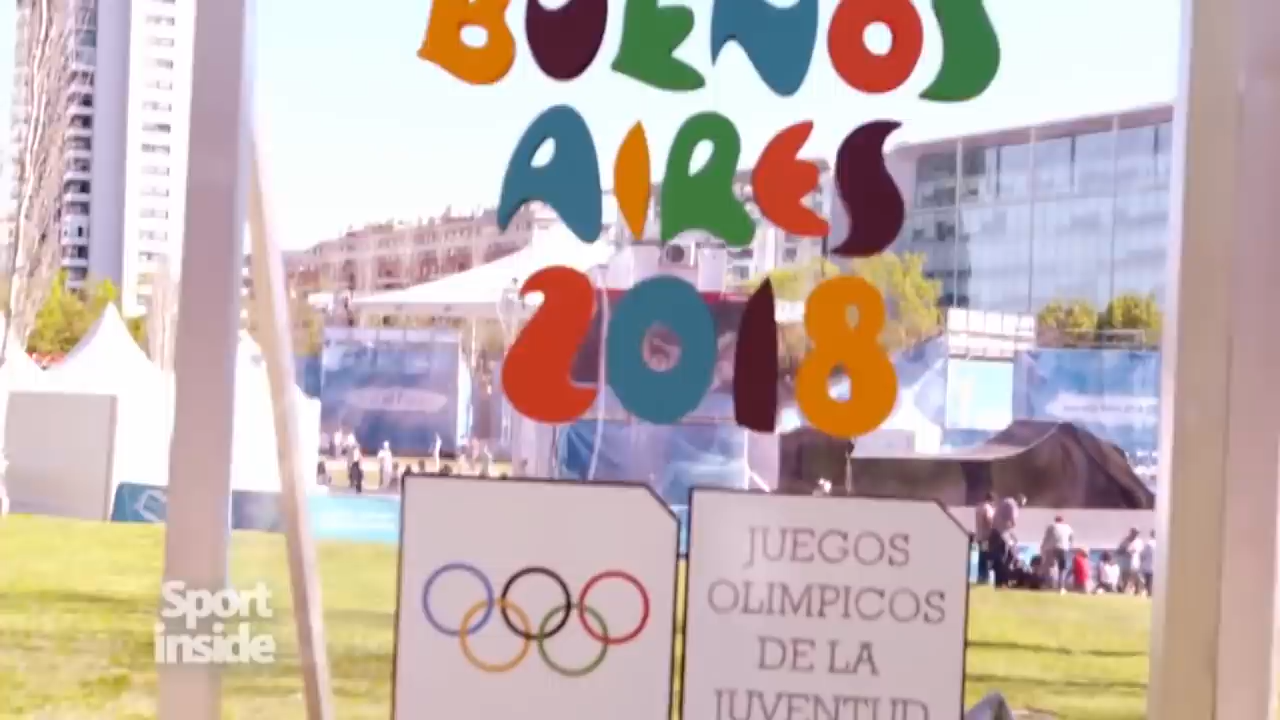 BUENOS
AIRES
2018
JUEGOS
OLIMPICOS
DE LA
JUVENTUD
Sport
inside